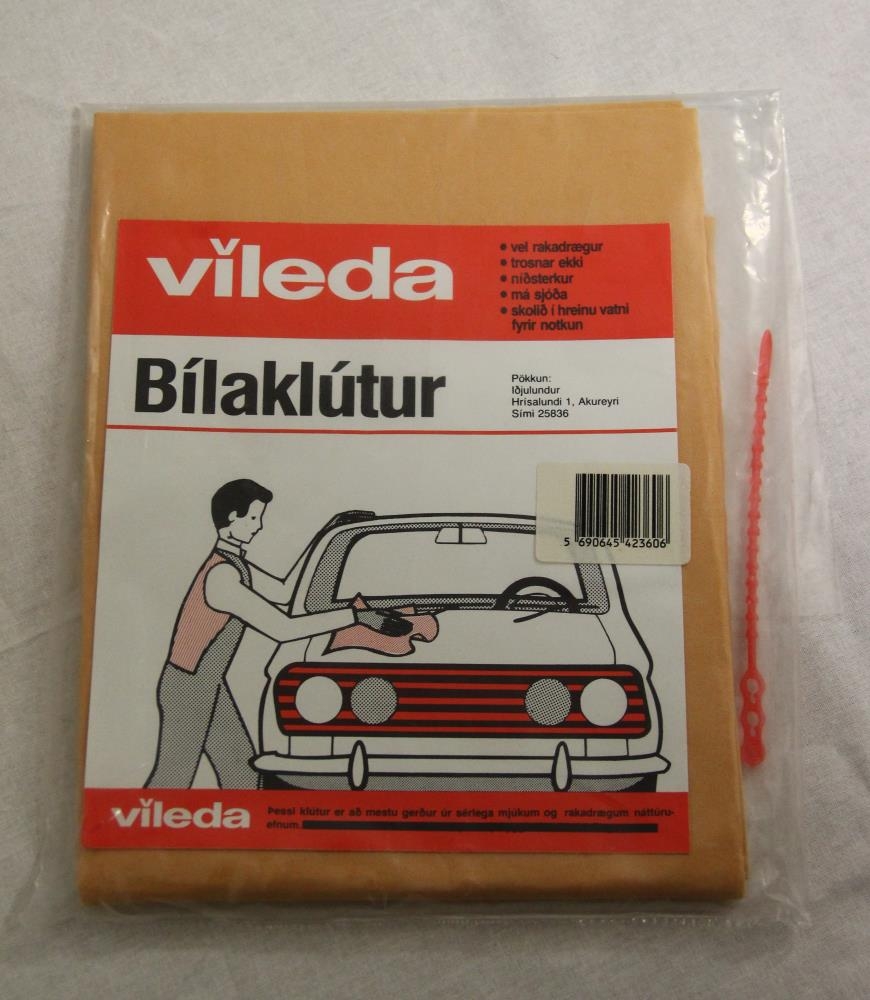 vileda
• vel rakadrægur
• trosnar ekki
• níðsterkur
• má sjóða
• skolið í hreinu vatni
fyrir notkun
Bílaklútur
Pökkun:
Iðjulundur
Hrísalundi 1, Akureyri
Sími 25836
5 690645 423606
vileda
Þessi klútur er að mestu gerður úr sérlega mjúkum og rakadrægum náttúru-
efnum.